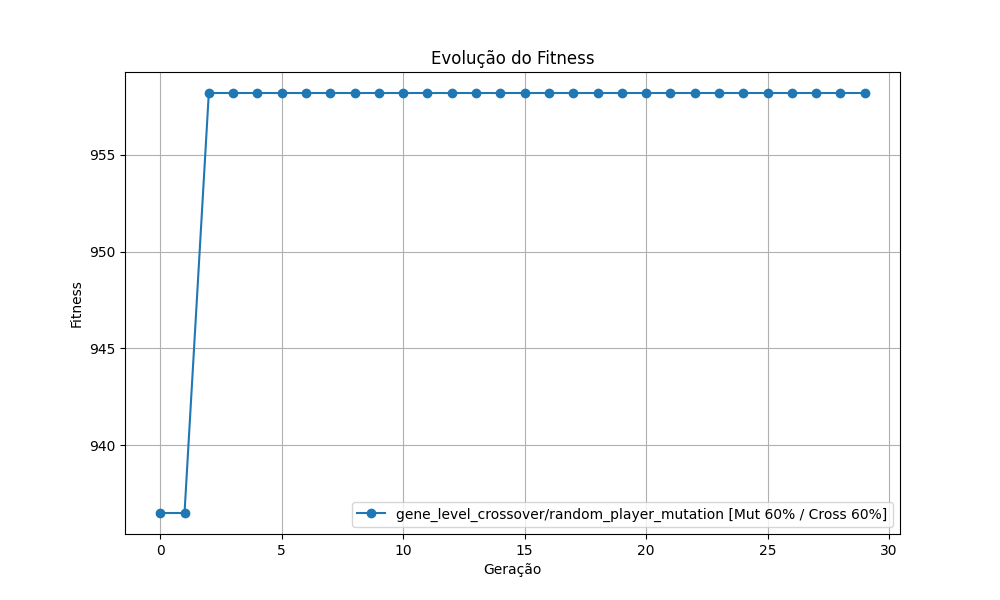 Evolução do Fitness
Fitness
955
950
945
940
gene_level_crossover/random_player_mutation [Mut 60% / Cross 60%]
0 5 10 15 20 25 30
Geração